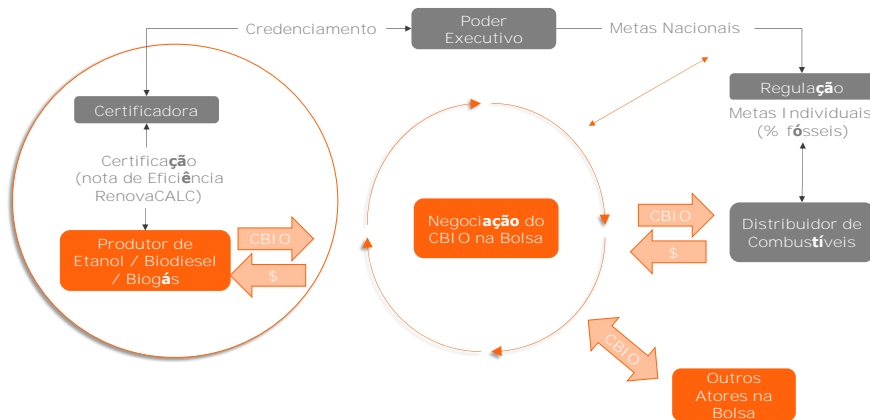 Poder
Executivo
Credenciamento
Metas Nacionais
Certificadora
Regulação
Metas Individuais
(% fósseis)
Certificação
(nota de Eficiência
RenovaCALC)
Produtor de
Etanol / Biodiesel
/ Biogás
CBIO
$
Negociação do
CBIO na Bolsa
CBIO
$
Distribuidor de
Combustíveis
CBIO
Outros
Atores na
Bolsa